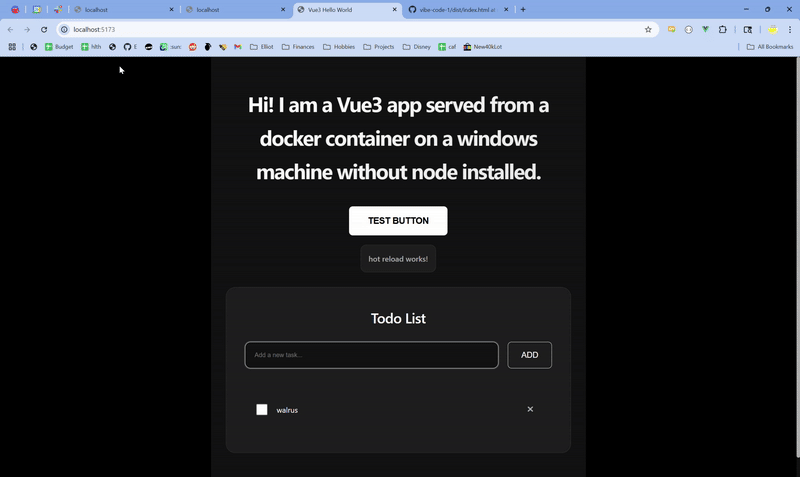 localhost
localhost
Vue3 Hello World
vibe-code-1/dist/index.html at
localhost:5173
Budget
hlth
E
:sun:
Elliot
Finances
Hobbies
Projects
Disney
caf
New40kLot
All Bookmarks
Hi! I am a Vue3 app served from a
docker container on a windows
machine without node installed.
TEST BUTTON
hot reload works!
Todo List
Add a new task...
ADD
walrus